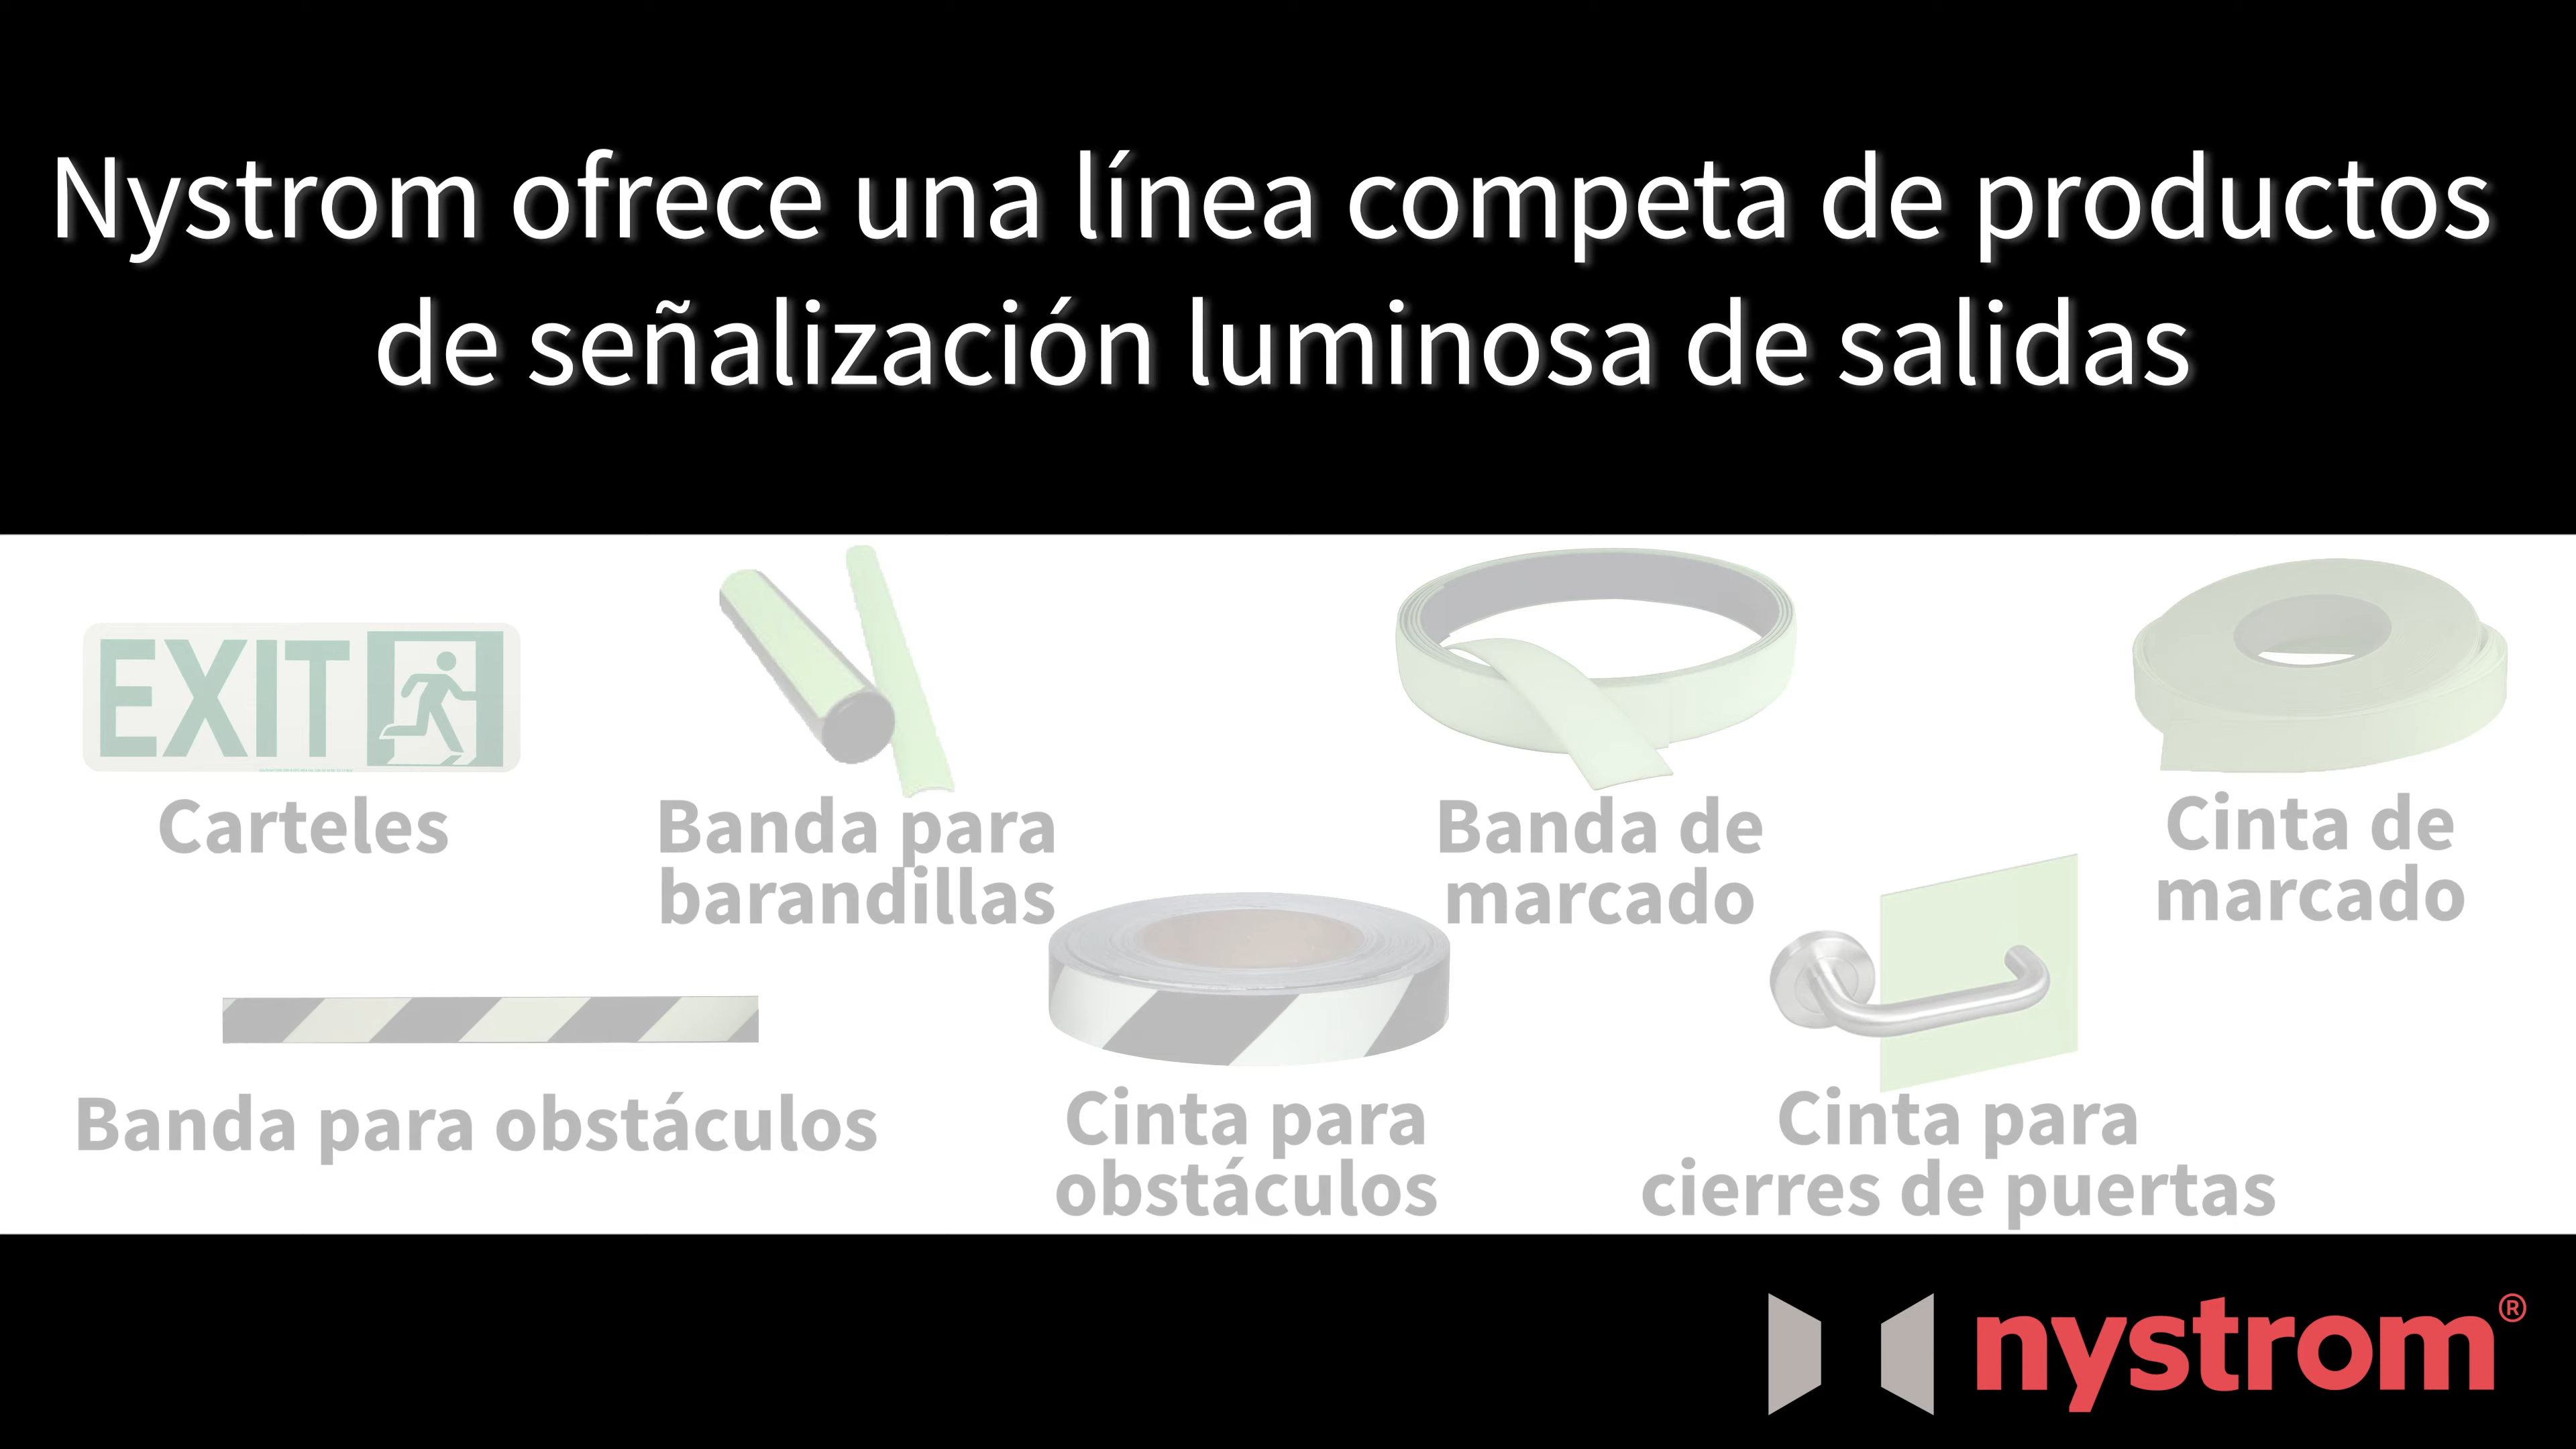 Nystrom ofrece una línea competa de productos
de señalización luminosa de salidas
EXIT
Carteles
Banda para
barandillas
Banda de
marcado
Cinta de
marcado
Banda para obstáculos
Cinta para
obstáculos
Cinta para
cierres de puertas
nystrom®